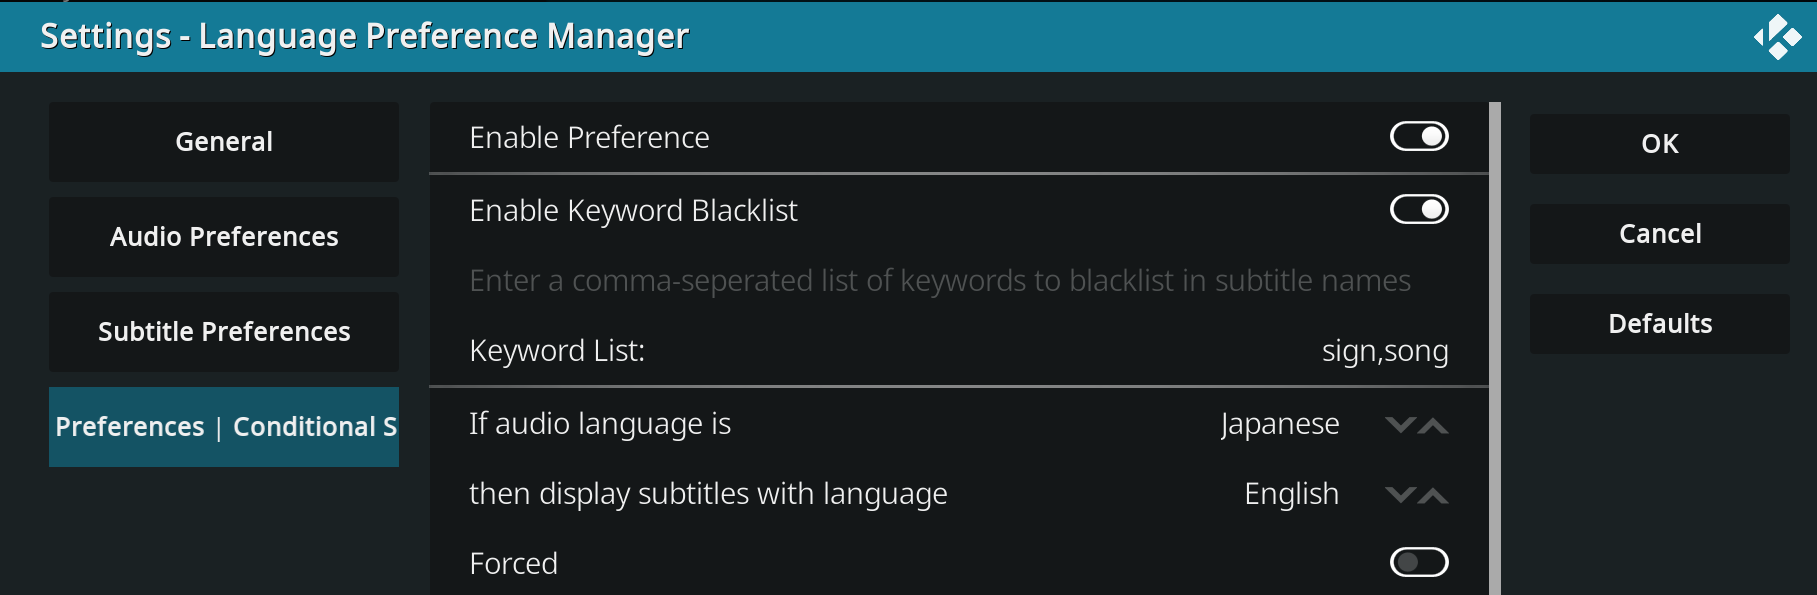 Settings - Language Preference Manager
General
Audio Preferences
Subtitle Preferences
Preferences | Conditional S
Enable Preference
Enable Keyword Blacklist
Enter a comma-seperated list of keywords to blacklist in subtitle names
Keyword List: sign,song
If audio language is Japanese
then display subtitles with language English
Forced
OK
Cancel
Defaults